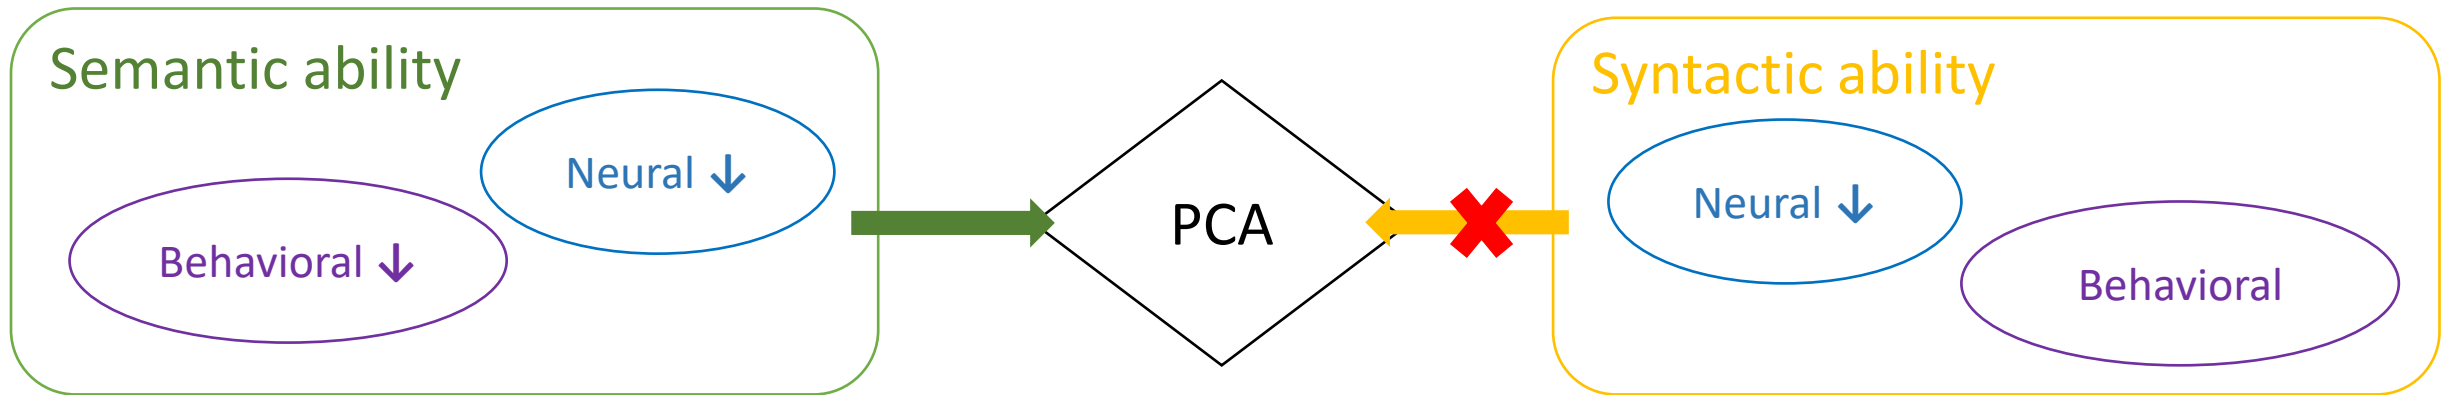 Semantic ability
Neural ↓
Behavioral ↓
PCA
Syntactic ability
Neural ↓
Behavioral